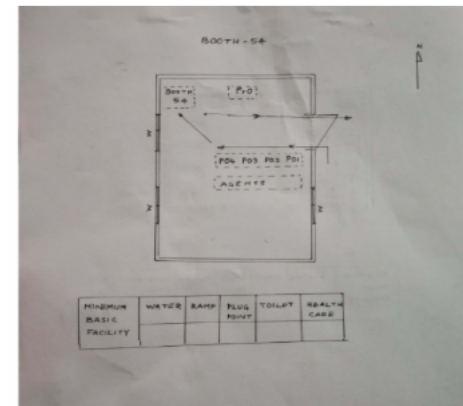 BOOTH-54
N
BOOTH
54
PrO
W
PO4 PO3 PO2 PO1
AGENTS
W
W
MINIMUM
BASIC
FACILITY
WATER
RAMP
PLUG
POINT
TOILET
HEALTH
CARE